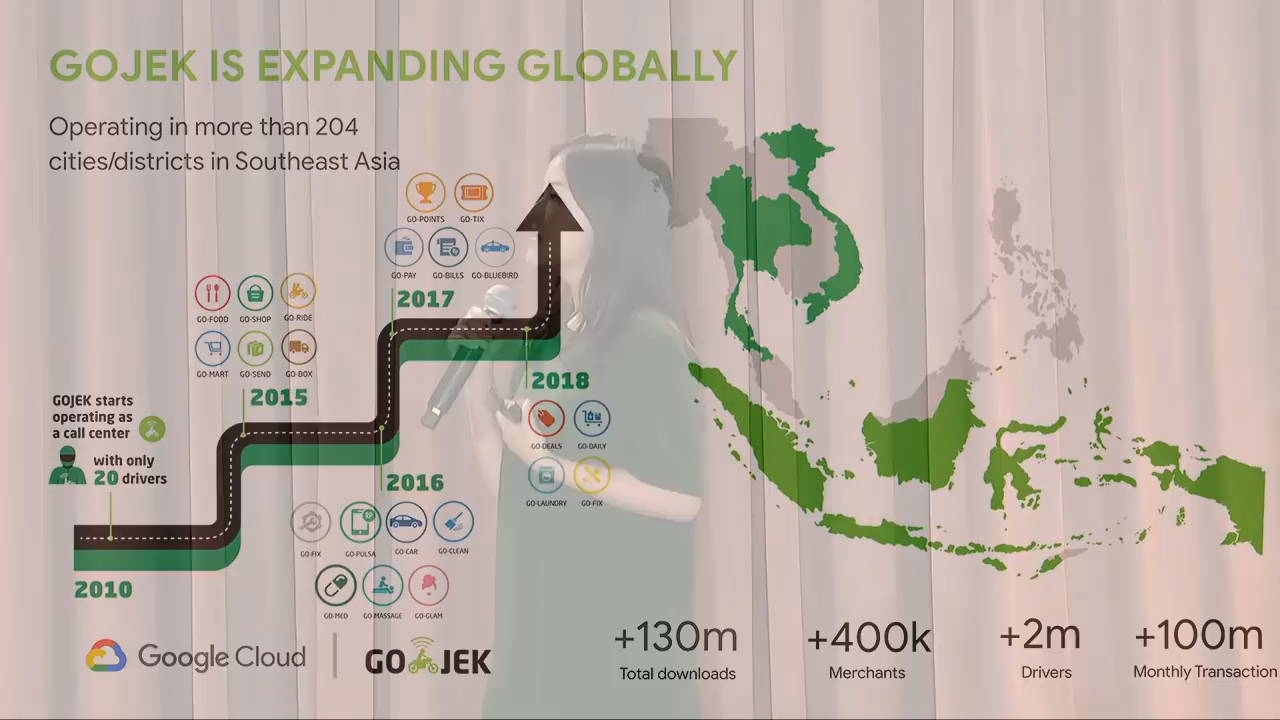 GOJEK IS EXPANDING GLOBALLY
Operating in more than 204
cities/districts in Southeast Asia
GO-POINTS GO-TIX
GO-PAY GO-BILLS GO-BLUEBIRD
2017
GO-FOOD GO-SHOP GO-RIDE
GO-MART GO-SEND GO-BOX
2015
2018
GO-DEALS GO-DAILY
GO-LAUNDRY GO-FIX
GOJEK starts
operating as
a call center
with only
20 drivers
2016
GO-FIX GO-PULSA GO-CAR GO-CLEAN
GO-MED GO-MASSAGE GO-GLAM
2010
Google Cloud
GOJEK
+130m
Total downloads
+400k
Merchants
+2m
Drivers
+100m
Monthly Transaction